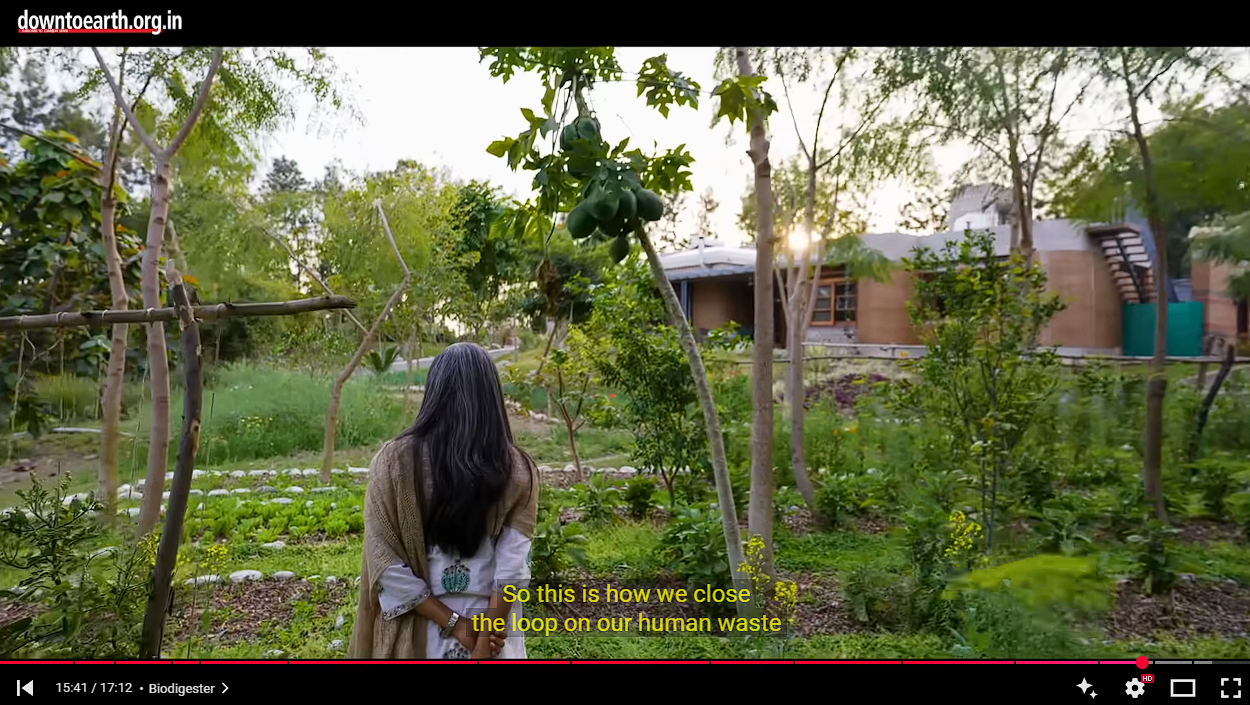 downtoearth.org.in
So this is how we close
the loop on our human waste
15:41 / 17:12 • Biodigester
HD